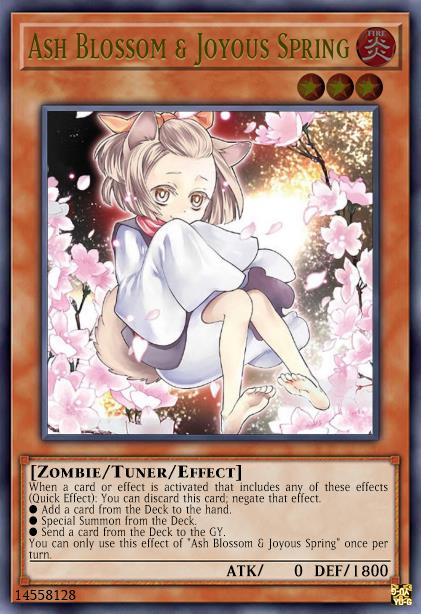 ASH BLOSSOM & JOYOUS SPRING
FIRE
炎
[ZOMBIE/TUNER/EFFECT]
When a card or effect is activated that includes any of these effects
(Quick Effect): You can discard this card; negate that effect.
● Add a card from the Deck to the hand.
● Special Summon from the Deck.
● Send a card from the Deck to the GY.
You can only use this effect of "Ash Blossom & Joyous Spring" once per
turn.
ATK/ 0 DEF/1800
14558128